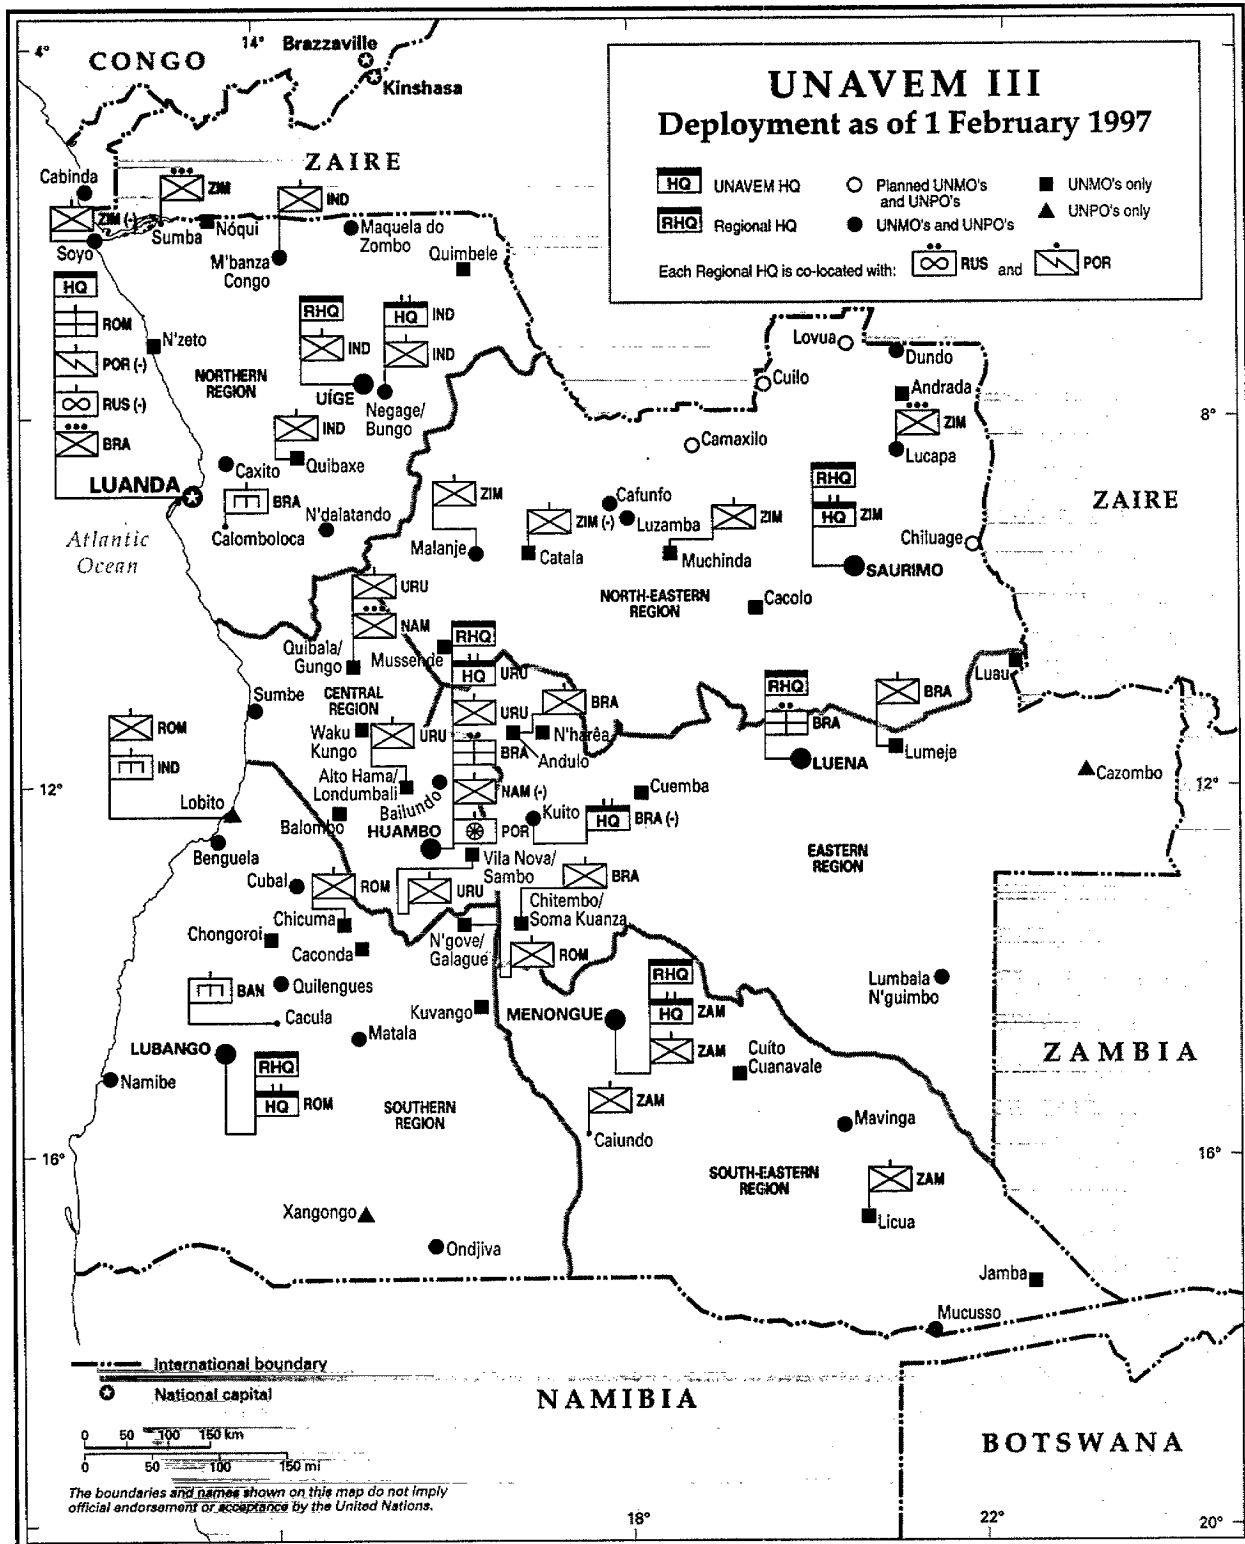 UNAVEM III
Deployment as of 1 February 1997
HQ UNAVEM HQ
RHQ Regional HQ
Planned UNMO's
and UNPO's
UNMO's and UNPO's
UNMO's only
UNPO's only
Each Regional HQ is co-located with: RUS and POR
4°
14°
CONGO
Brazzaville
Kinshasa
ZAIRE
Cabinda
ZIM
IND
ZIM (-)
Soyo
Sumba
Nóqui
M'banza
Congo
Maquela do
Zombo
Quimbele
HQ
ROM
POR (-)
RUS (-)
BRA
N'zeto
NORTHERN
REGION
RHQ
IND
HQ IND
IND
UÍGE
Negage/
Bungo
Lovua
Dundo
Cuilo
Andrada
ZIM
8°
Lucapa
IND
Quibaxe
Caxito
LUANDA
BRA
Calomboloca
N'dalatando
Atlantic
Ocean
Camaxilo
ZIM
Malanje
ZIM (-)
Catala
Cafunfo
Luzamba
ZIM
Muchinda
RHQ
HQ ZIM
SAURIMO
Chiluage
ZAIRE
NORTH-EASTERN
REGION
Cacolo
URU
NAM
Quibala/
Gungo
Mussende
RHQ
HQ URU
URU
BRA
NAM (-)
POR
CENTRAL
REGION
Sumbe
Waku
Kungo
URU
BRA
N'harêa
Andulo
Alto Hama/
Londumbali
Bailundo
Balombo
HUAMBO
Kuito
HQ BRA (-)
Cuemba
RHQ
BRA
LUENA
BRA
Lumeje
Luau
Cazombo
12°
12°
ROM
IND
Lobito
Benguela
Cubal
ROM
Chicuma
Chongoroi
Caconda
URU
Vila Nova/
Sambo
BRA
Chitembo/
Soma Kuanza
N'gove/
Galague
ROM
EASTERN
REGION
BAN
Quilengues
Cacula
Kuvango
Matala
MENONGUE
RHQ
HQ ZAM
ZAM
Cuíto
Cuanavale
Lumbala
N'guimbo
ZAMBIA
LUBANGO
RHQ
HQ ROM
Namibe
SOUTHERN
REGION
ZAM
Caiundo
Mavinga
SOUTH-EASTERN
REGION
ZAM
Licua
16°
16°
Xangongo
Ondjiva
Jamba
Mucusso
International boundary
National capital
NAMIBIA
BOTSWANA
0 50 100 150 km
0 50 100 150 mi
The boundaries and names shown on this map do not imply
official endorsement or acceptance by the United Nations.
18°
22°
20°